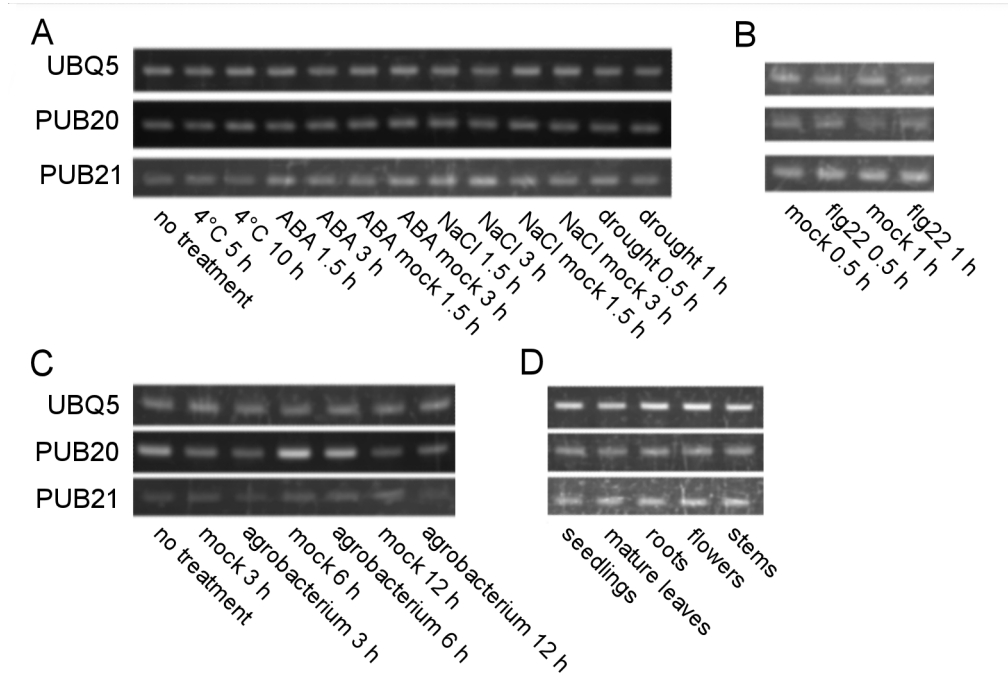 A
UBQ5
PUB20
PUB21
no treatment
4°C 5 h
4°C 10 h
ABA 1.5 h
ABA 3 h
ABA mock 1.5 h
ABA mock 3 h
NaCl 1.5 h
NaCl 3 h
NaCl mock 1.5 h
NaCl mock 3 h
drought 0.5 h
drought 1 h
B
mock 0.5 h
flg22 0.5 h
mock 1 h
flg22 1 h
C
UBQ5
PUB20
PUB21
no treatment
mock 3 h
agrobacterium 3 h
mock 6 h
agrobacterium 6 h
mock 12 h
agrobacterium 12 h
D
seedlings
mature leaves
roots
flowers
stems